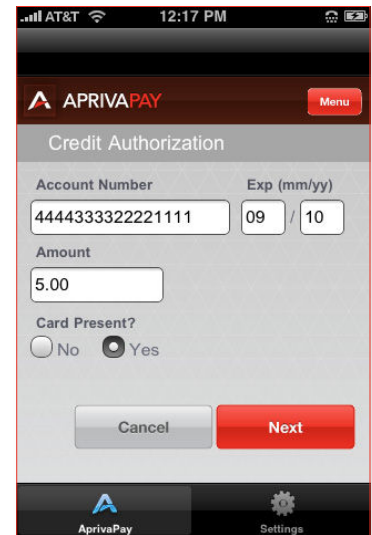 AT&T 12:17 PM
APRIVAPAY Menu
Credit Authorization
Account Number Exp (mm/yy)
4444333322221111 09 / 10
Amount
5.00
Card Present?
No Yes
Cancel Next
AprivaPay Settings